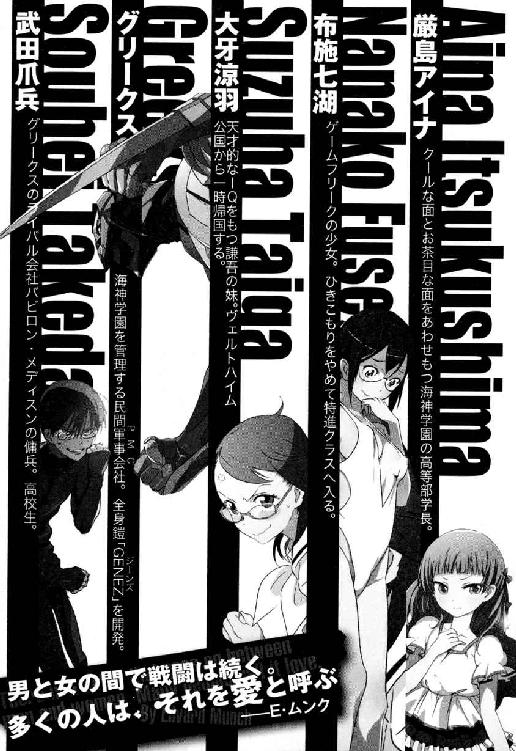 Aina Itsukushima
厳島アイナ
クールな面とお茶目な面をあわせもつ海神学園の高等部学長。
Nanako Fuse
布施七湖
ゲームフリークの少女。ひきこもりをやめて特進クラスへ入る。
Suzuha Taiga
大牙涼羽
天才的なIQをもつ謙吾の妹。ヴェルトハイム
公国から一時帰国する。
グリークス
海神学園を管理する民間軍事会社。全身鎧「GENEZ」を開発。
PMC
ジーンズ
Souhei Takeda
武田爪兵
グリークスのライバル会社バビロン・メディスンの傭兵。高校生。
男と女の間で戦闘は続く。
多くの人は、それを愛と呼ぶ
——E・ムンク